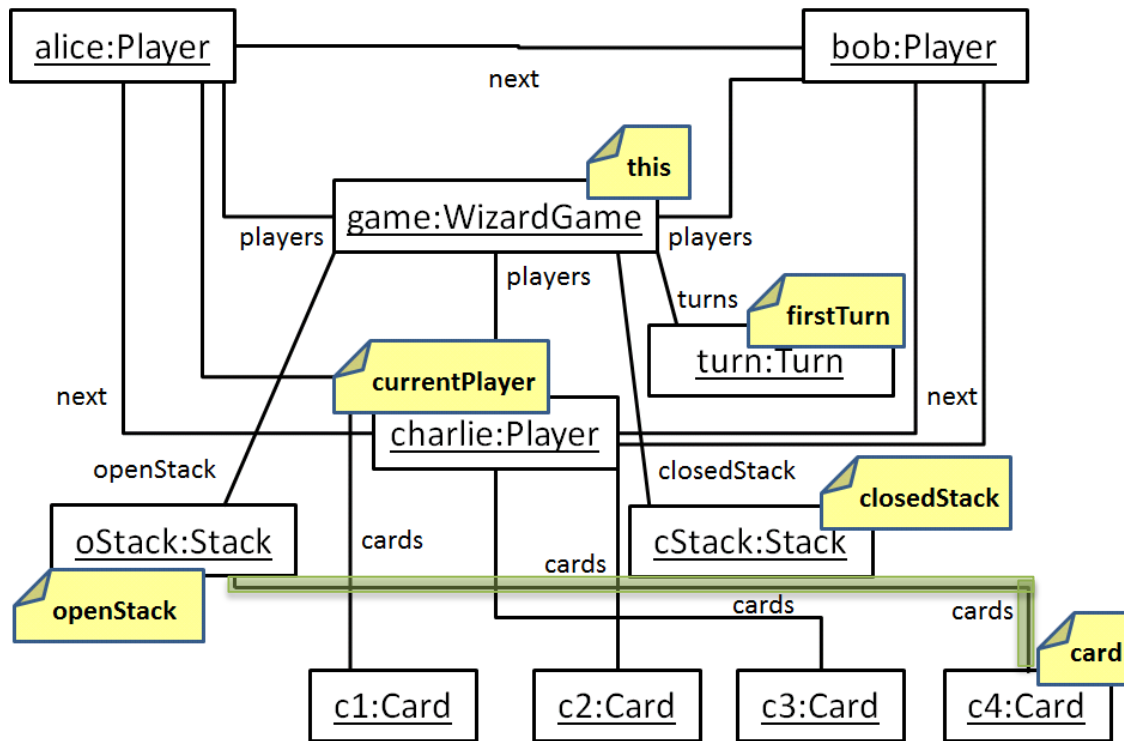 alice:Player
bob:Player
next
this
game:WizardGame
players
players
players
turns
firstTurn
turn:Turn
currentPlayer
next
next
charlie:Player
openStack
closedStack
closedStack
oStack:Stack
cStack:Stack
cards
cards
openStack
cards
cards
card
c1:Card
c2:Card
c3:Card
c4:Card